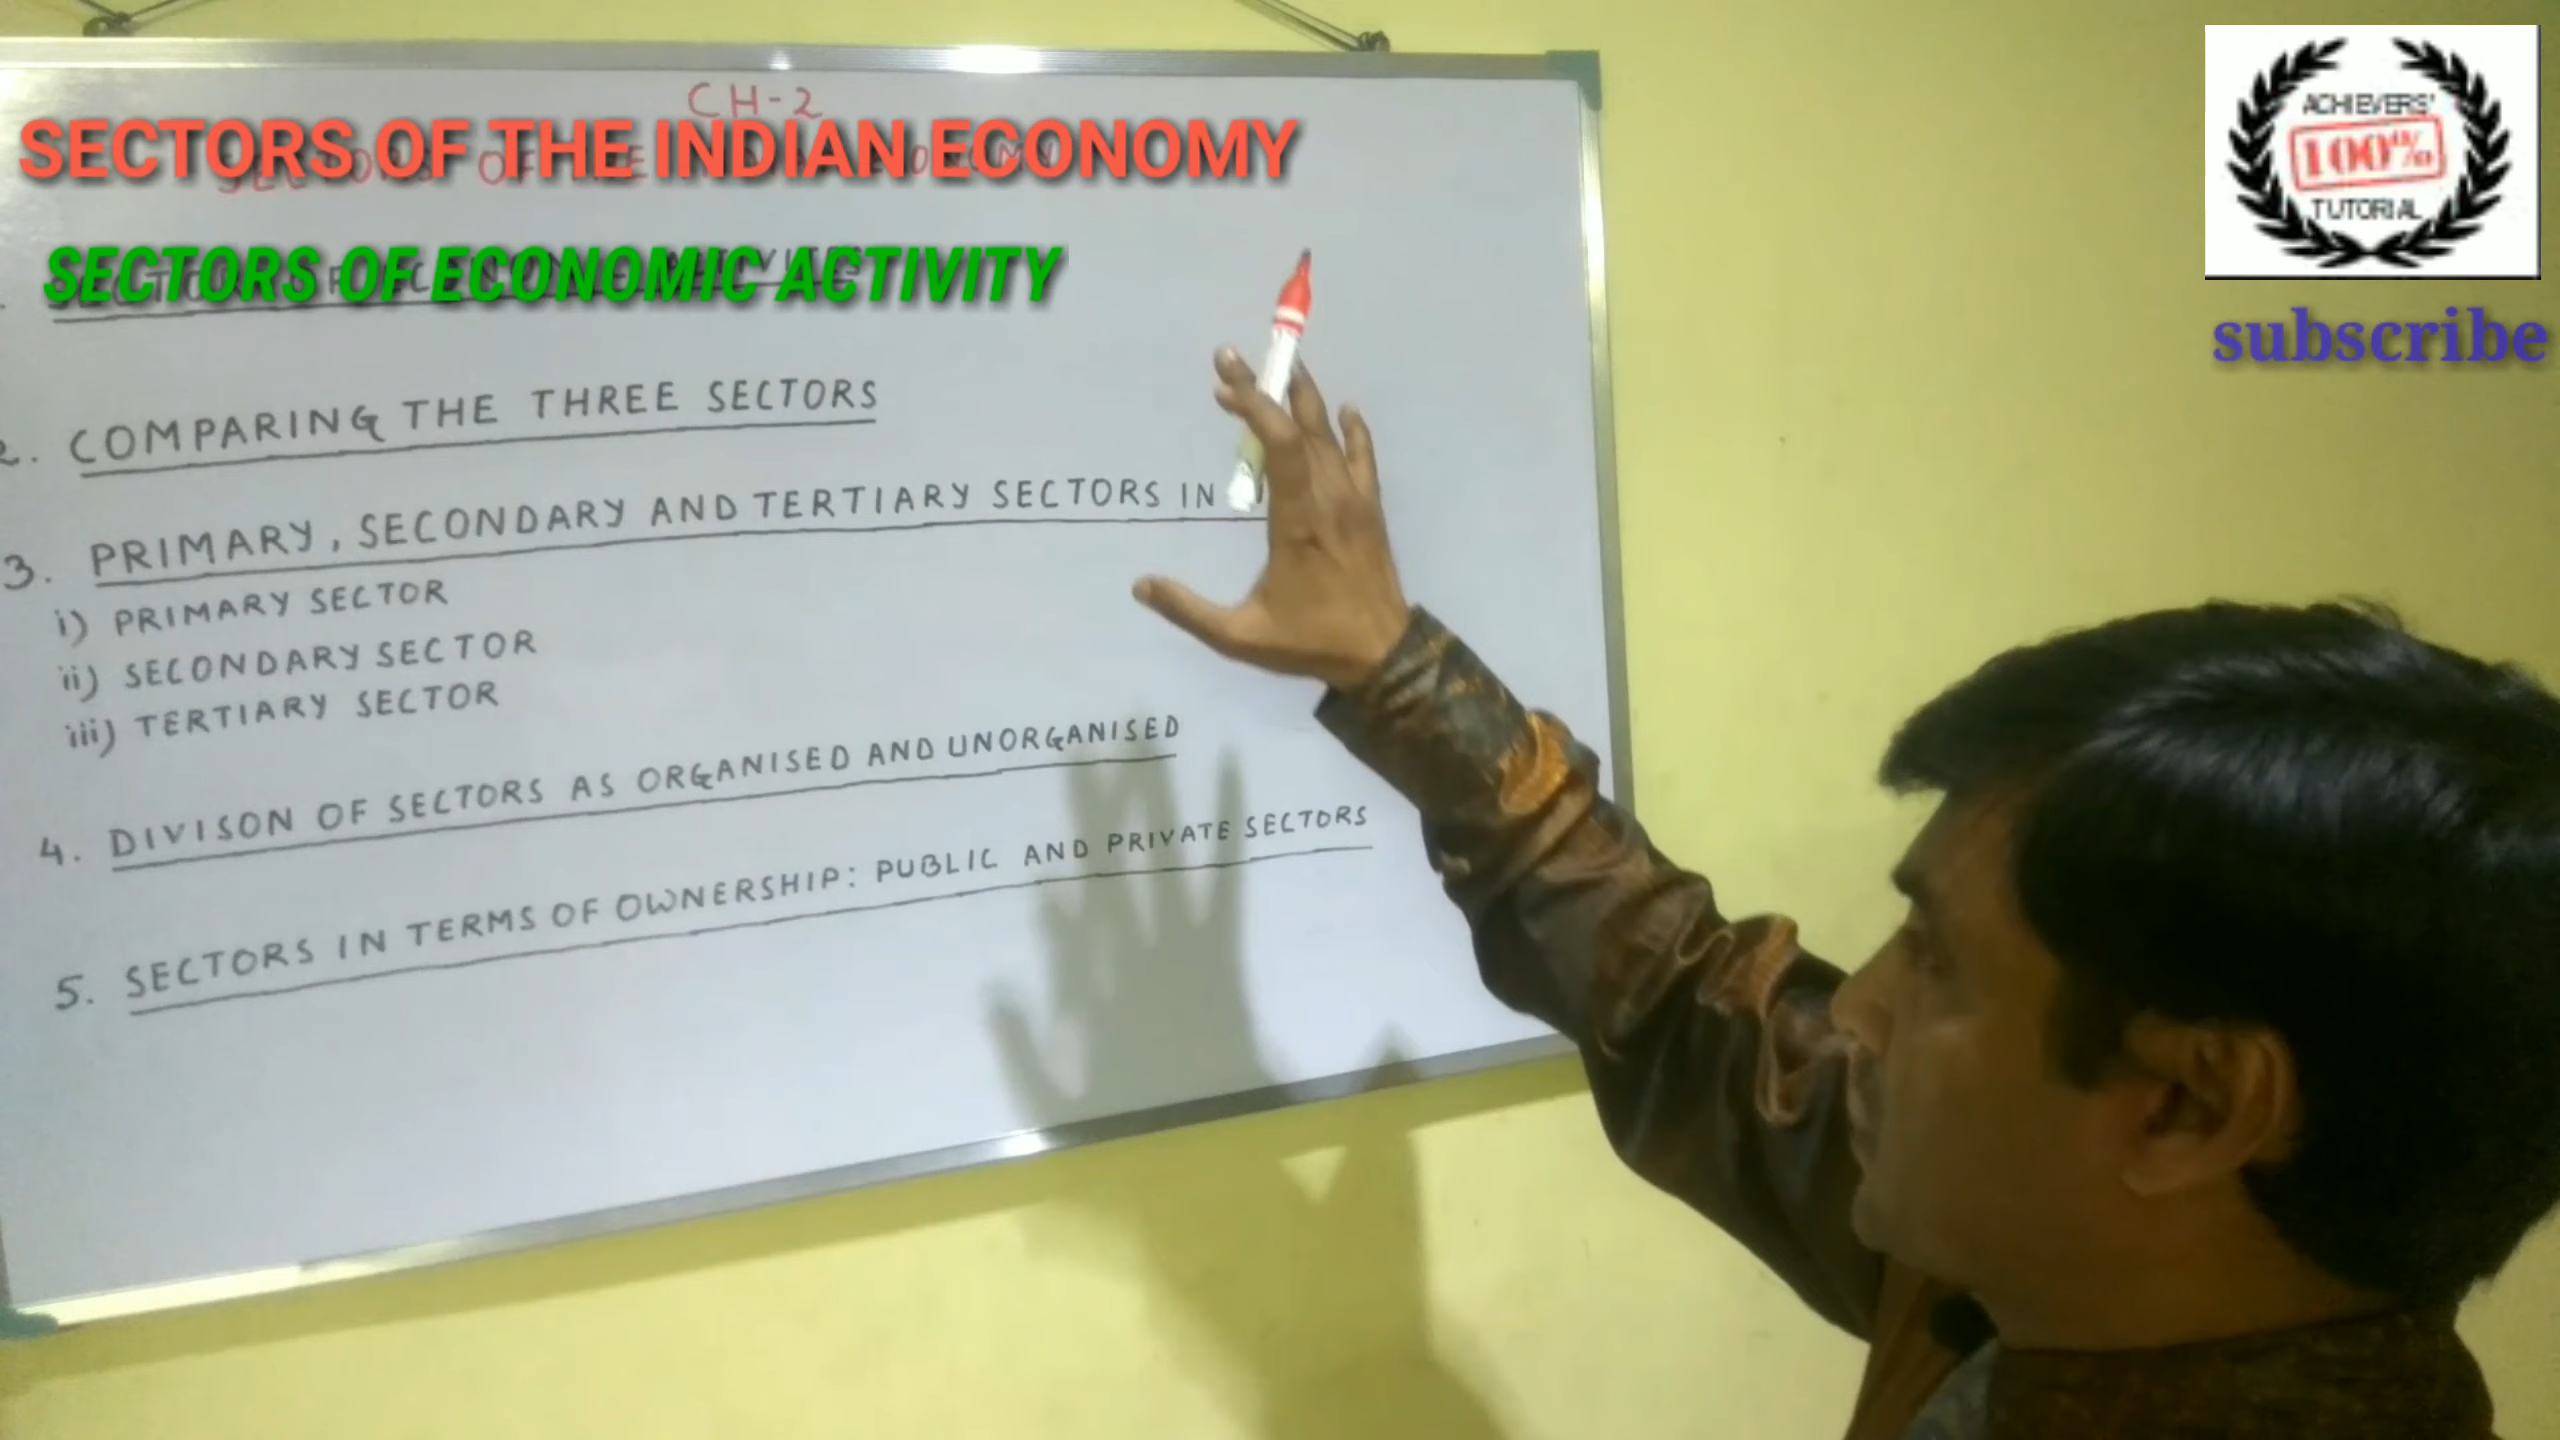 CH-2
SECTORS OF THE INDIAN ECONOMY
SECTORS OF ECONOMIC ACTIVITY
2. COMPARING THE THREE SECTORS
3. PRIMARY, SECONDARY AND TERTIARY SECTORS IN
i) PRIMARY SECTOR
ii) SECONDARY SECTOR
iii) TERTIARY SECTOR
4. DIVISON OF SECTORS AS ORGANISED AND UNORGANISED
5. SECTORS IN TERMS OF OWNERSHIP: PUBLIC AND PRIVATE SECTORS
ACHIEVERS'
100%
TUTORIAL
subscribe